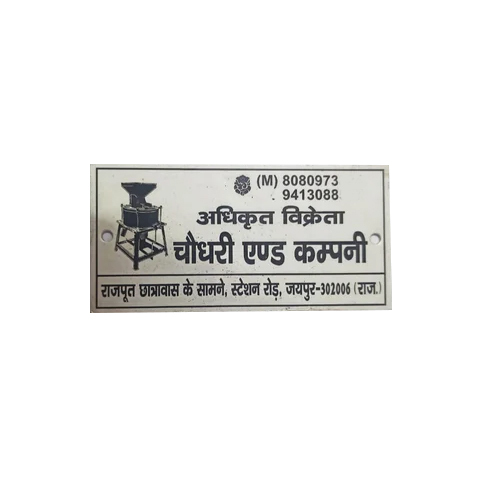 (M) 8080973
9413088
अधिकृत विक्रेता
चौधरी एण्ड कम्पनी
राजपूत छात्रावास के सामने, स्टेशन रोड़, जयपुर-302006 (राज.)